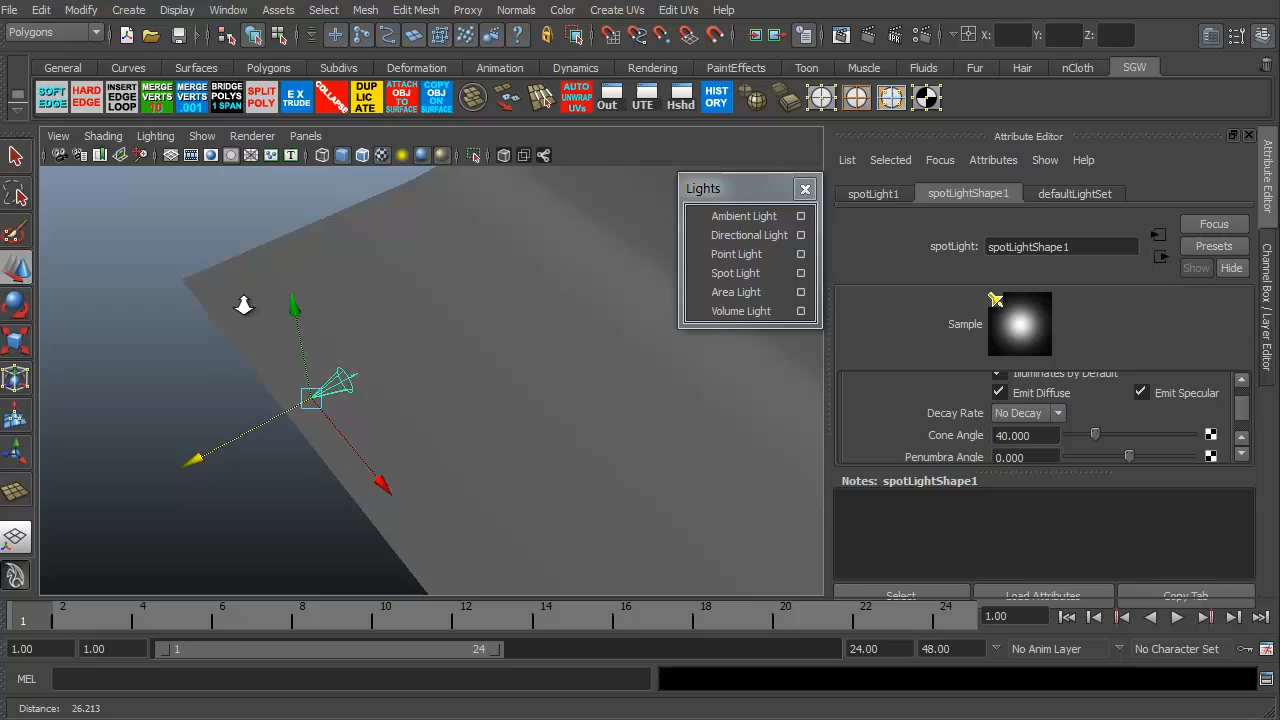 File Edit Modify Create Display Window Assets Select Mesh Edit Mesh Proxy Normals Color Create UVs Edit UVs Help
Polygons X: Y: Z:
General Curves Surfaces Polygons Subdivs Deformation Animation Rendering PaintEffects Toon Muscle Fluids Fur Hair nCloth SGW
SOFT EDGE
HARD EDGE
INSERT EDGE LOOP
MERGE VERTS 10
MERGE VERTS .001
BRIDGE POLYS 1 SPAN
SPLIT POLY
EX TRUDE
COLLAPSE
DUP LIC ATE
ATTACH OBJ TO SURFACE
COPY OBJ ON SURFACE
AUTO UNWRAP UVs
Out
UTE
Hshd
HIST ORY
View Shading Lighting Show Renderer Panels
T
Lights
Ambient Light
Directional Light
Point Light
Spot Light
Area Light
Volume Light
Attribute Editor
List Selected Focus Attributes Show Help
spotLight1 spotLightShape1 defaultLightSet
spotLight: spotLightShape1
Focus
Presets
Show Hide
Sample
Illuminates by Default
Emit Diffuse Emit Specular
Decay Rate No Decay
Cone Angle 40.000
Penumbra Angle 0.000
Notes: spotLightShape1
Select Load Attributes Copy Tab
Attribute Editor
Channel Box / Layer Editor
1 2 4 6 8 10 12 14 16 18 20 22 24 1.00
1.00 1.00 1 24 24.00 48.00 No Anim Layer No Character Set
MEL
Distance: 26.213